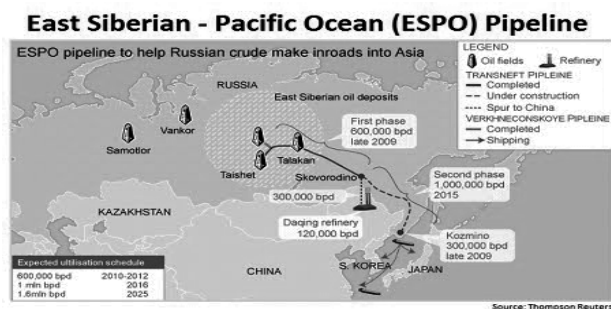 East Siberian - Pacific Ocean (ESPO) Pipeline
ESPO pipeline to help Russian crude make inroads into Asia
LEGEND
Oil fields
Refinery
TRANSNEFT PIPLEINE
Completed
Under construction
Spur to China
VERKHNECONSKOYE PIPLEINE
Completed
Shipping
RUSSIA
East Siberian oil deposits
Vankor
Samotlor
First phase
600,000 bpd
late 2009
Talakan
Taishet
Skovorodino
Second phase
1,000,000 bpd
2015
300,000 bpd
Daqing refinery
120,000 bpd
KAZAKHSTAN
Kozmino
300,000 bpd
late 2009
CHINA
S. KOREA
JAPAN
Expected ultilisation schedule
600,000 bpd 2010-2012
1 mln bpd 2016
1.6mln bpd 2025
Source: Thompson Reuters